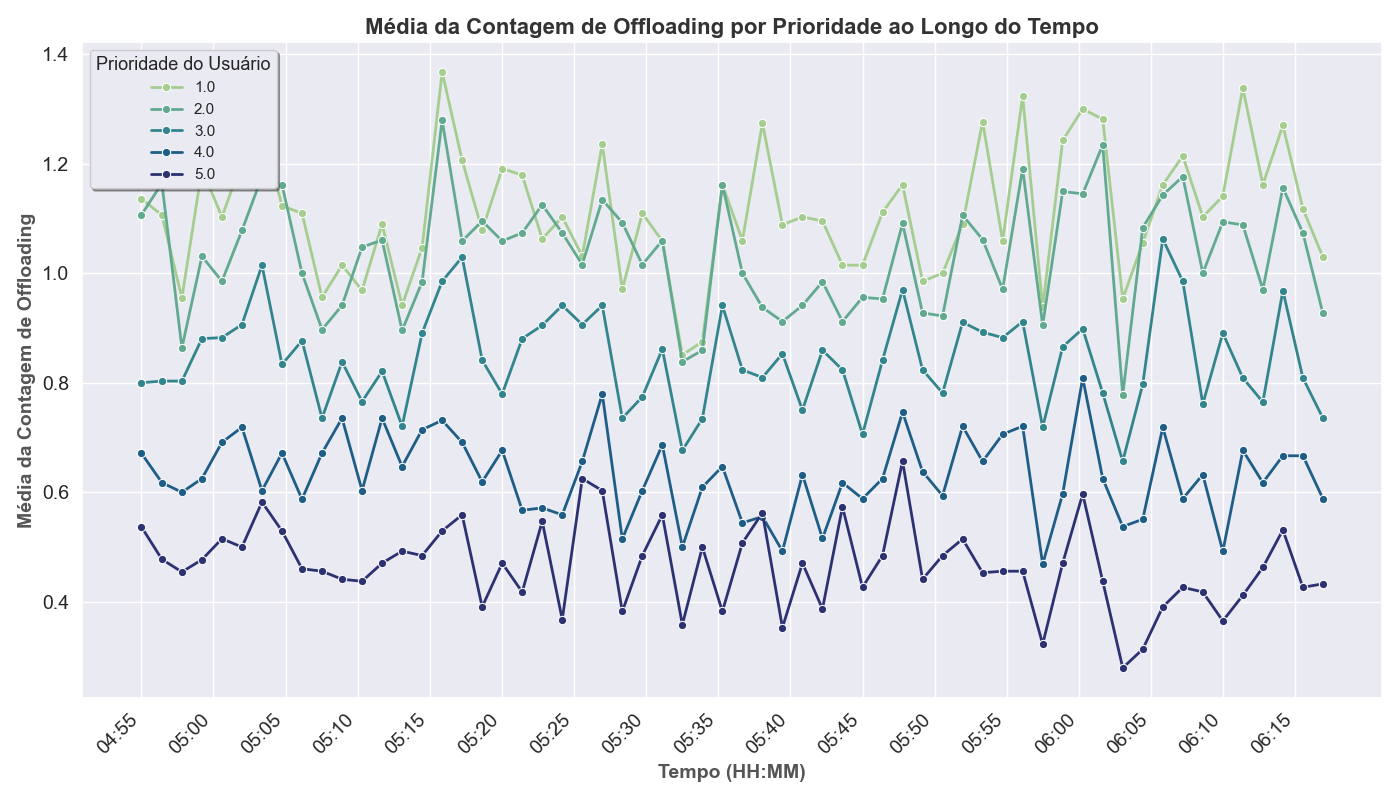 Média da Contagem de Offloading por Prioridade ao Longo do Tempo
Prioridade do Usuário
1.0
2.0
3.0
4.0
5.0
Média da Contagem de Offloading
1.4
1.2
1.0
0.8
0.6
0.4
04:55 05:00 05:05 05:10 05:15 05:20 05:25 05:30 05:35 05:40 05:45 05:50 05:55 06:00 06:05 06:10 06:15
Tempo (HH:MM)